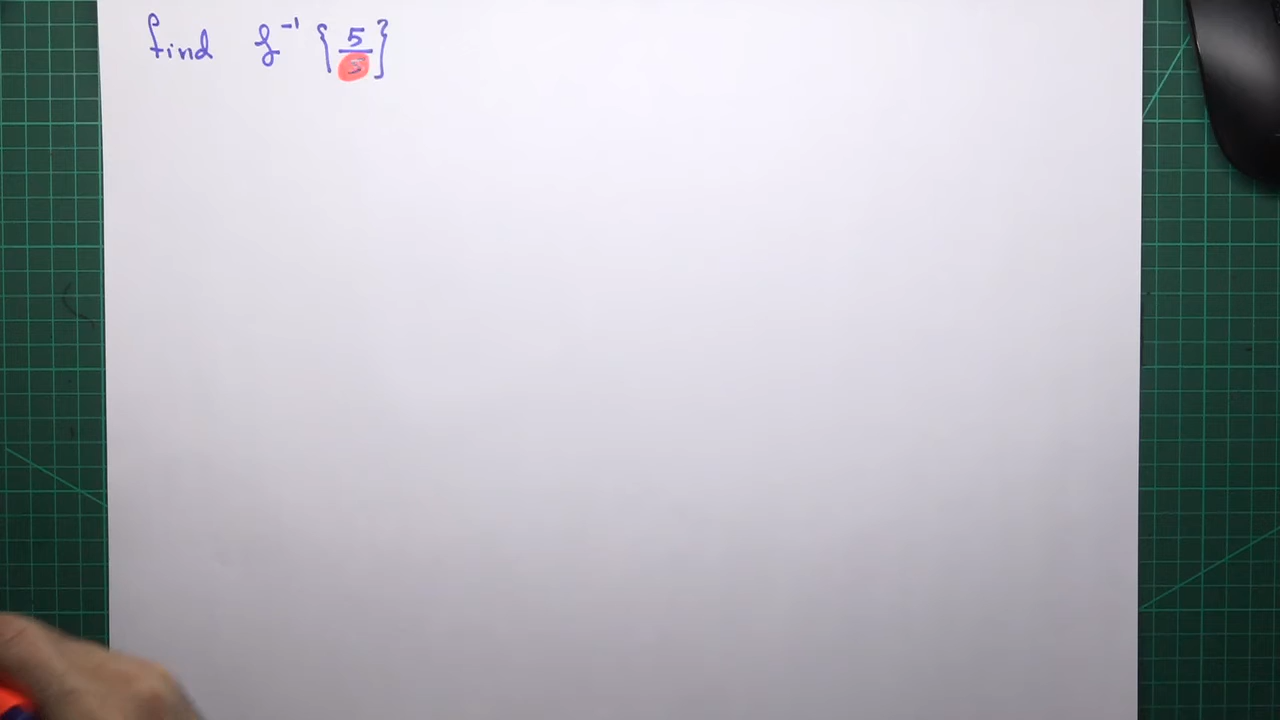 find ℒ⁻¹ { 5/s }